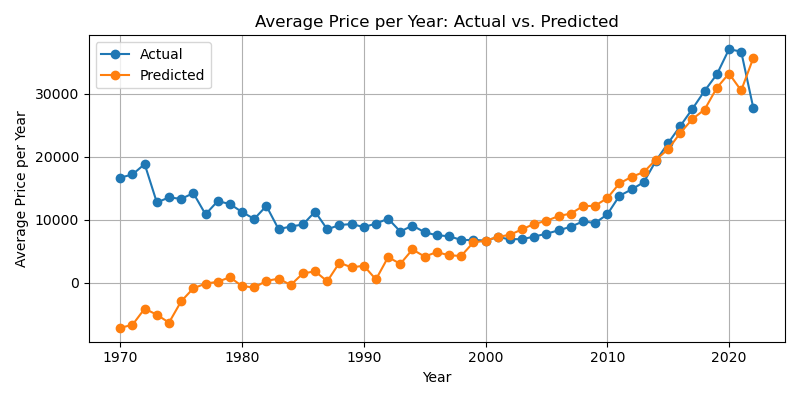 Average Price per Year: Actual vs. Predicted
Actual
Predicted
Average Price per Year
30000
20000
10000
0
1970
1980
1990
2000
2010
2020
Year